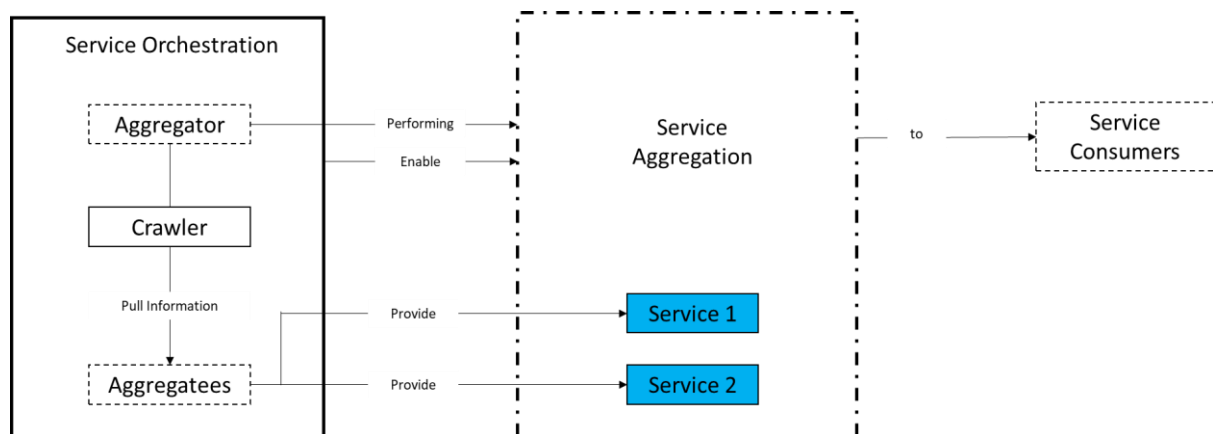 Service Orchestration
Aggregator
Performing
Service
Aggregation
to
Service
Consumers
Enable
Crawler
Pull Information
Provide
Service 1
Aggregatees
Provide
Service 2